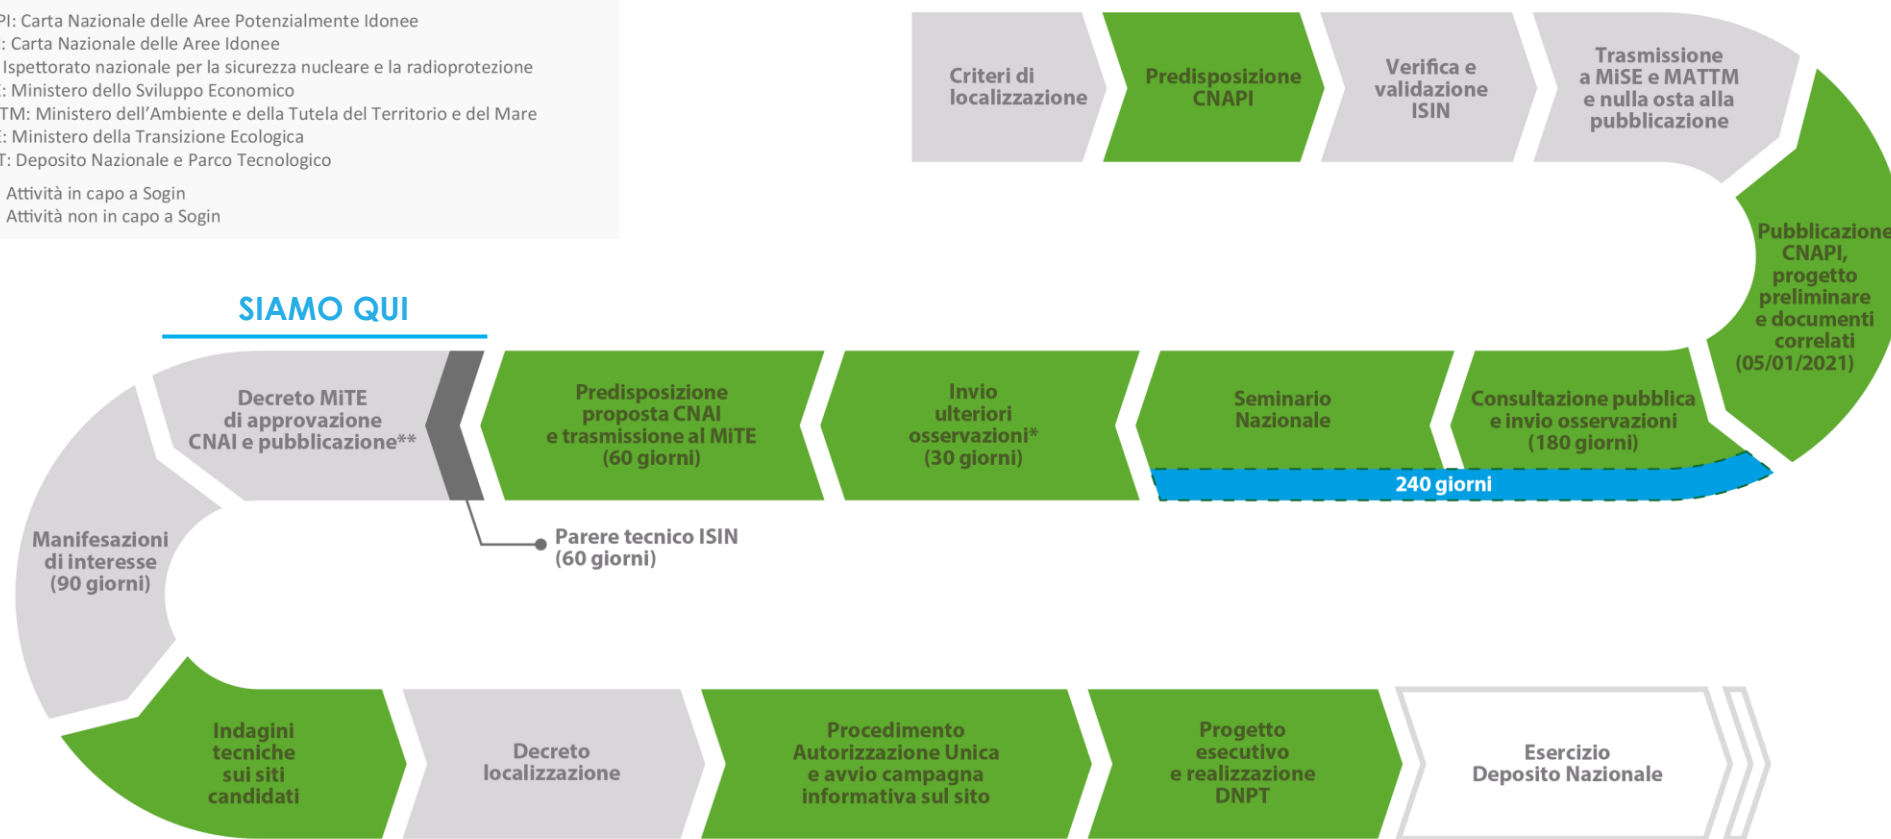 PI: Carta Nazionale delle Aree Potenzialmente Idonee
: Carta Nazionale delle Aree Idonee
Ispettorato nazionale per la sicurezza nucleare e la radioprotezione
: Ministero dello Sviluppo Economico
TM: Ministero dell’Ambiente e della Tutela del Territorio e del Mare
E: Ministero della Transizione Ecologica
T: Deposito Nazionale e Parco Tecnologico
Attività in capo a Sogin
Attività non in capo a Sogin
Criteri di
localizzazione
Predisposizione
CNAPI
Verifica e
validazione
ISIN
Trasmissione
a MiSE e MATTM
e nulla osta alla
pubblicazione
Pubblicazione
CNAPI,
progetto
preliminare
e documenti
correlati
(05/01/2021)
Consultazione pubblica
e invio osservazioni
(180 giorni)
Seminario
Nazionale
240 giorni
Invio
ulteriori
osservazioni*
(30 giorni)
Predisposizione
proposta CNAI
e trasmissione al MiTE
(60 giorni)
Parere tecnico ISIN
(60 giorni)
SIAMO QUI
Decreto MiTE
di approvazione
CNAI e pubblicazione**
Manifesazioni
di interesse
(90 giorni)
Indagini
tecniche
sui siti
candidati
Decreto
localizzazione
Procedimento
Autorizzazione Unica
e avvio campagna
informativa sul sito
Progetto
esecutivo
e realizzazione
DNPT
Esercizio
Deposito Nazionale